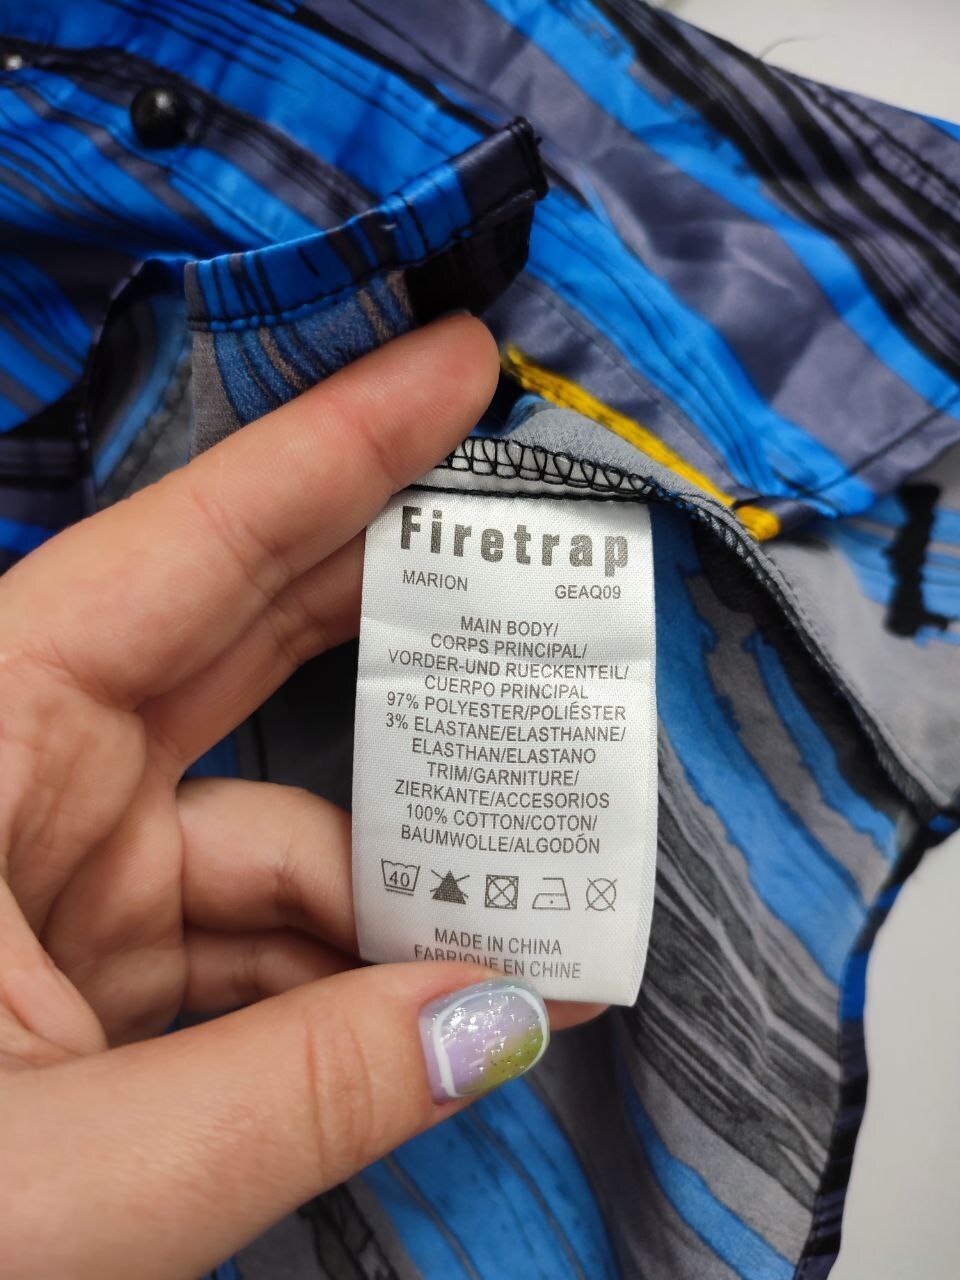 Firetrap
MARION GEAQ09
MAIN BODY/
CORPS PRINCIPAL/
VORDER-UND RUECKENTEIL/
CUERPO PRINCIPAL
97% POLYESTER/POLIÉSTER
3% ELASTANE/ELASTHANNE/
ELASTHAN/ELASTANO
TRIM/GARNITURE/
ZIERKANTE/ACCESORIOS
100% COTTON/COTON/
BAUMWOLLE/ALGODÓN
40
MADE IN CHINA
FABRIQUE EN CHINE